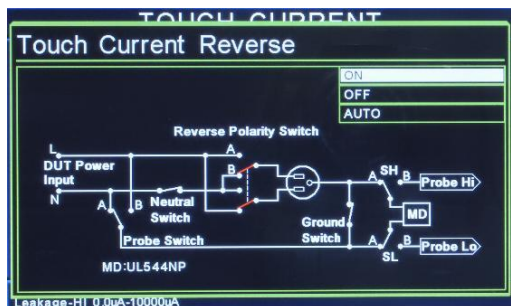 TOUCH CURRENT
Touch Current Reverse
ON
OFF
AUTO
Reverse Polarity Switch
L
A
DUT Power
Input
B
SH
A
B
Probe Hi
N
A
B
Neutral
Switch
MD
Ground
Switch
Probe Switch
A
B
Probe Lo
SL
MD:UL544NP
Leakage-HI 0.0uA-10000uA